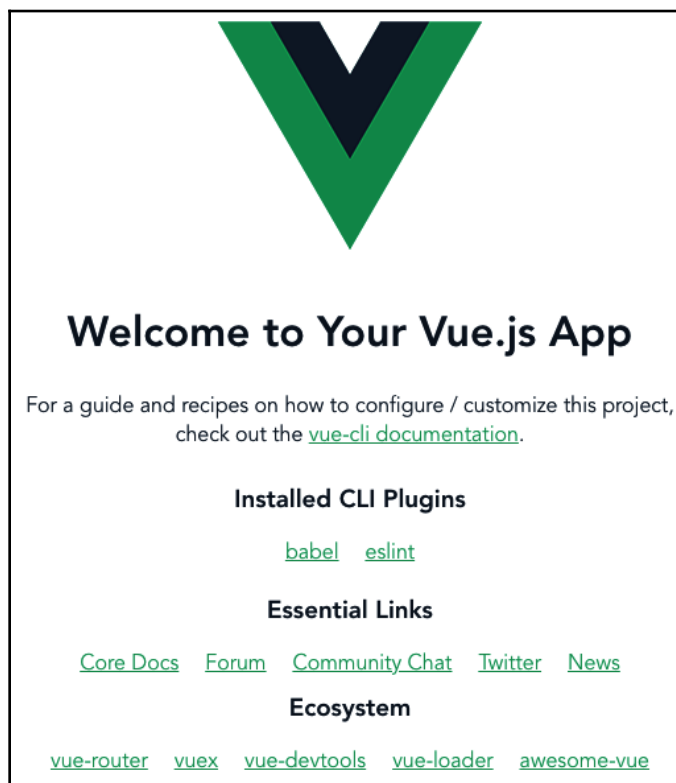 Welcome to Your Vue.js App
For a guide and recipes on how to configure / customize this project,
check out the vue-cli documentation.
Installed CLI Plugins
babel eslint
Essential Links
Core Docs Forum Community Chat Twitter News
Ecosystem
vue-router vuex vue-devtools vue-loader awesome-vue